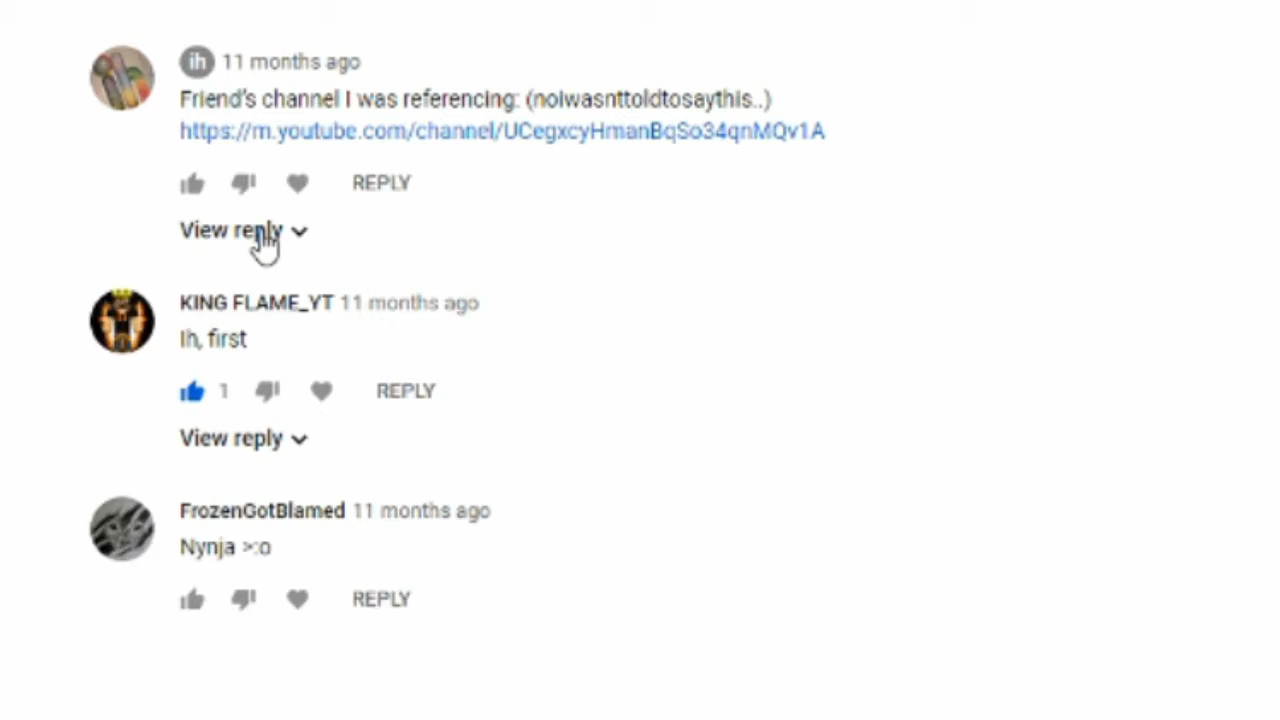 ih 11 months ago
Friend's channel I was referencing: (noiwasnttoldtosaythis..)
https://m.youtube.com/channel/UCegxcyHmanBqSo34qnMQv1A
REPLY
View reply
KING FLAME_YT 11 months ago
Ih, first
1 REPLY
View reply
FrozenGotBlamed 11 months ago
Nynja >:o
REPLY